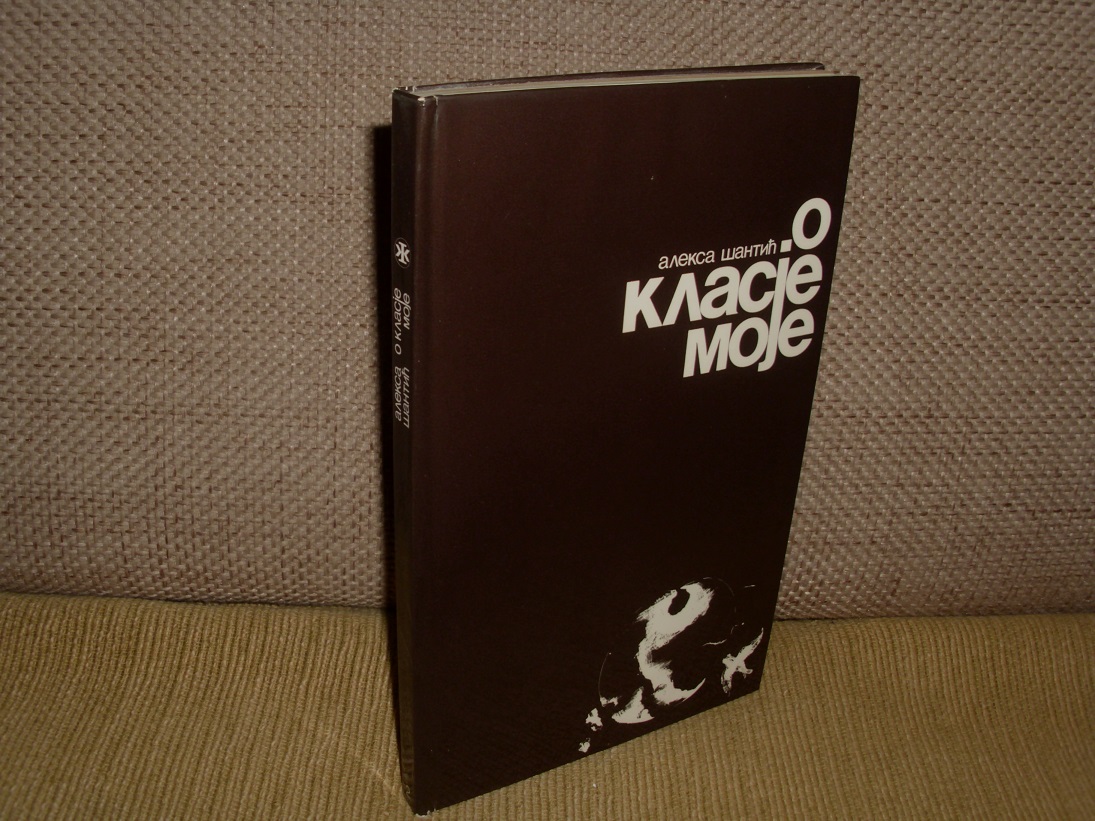 о
алекса шантић
класје
моје
алекса
шантић
о класје
моје